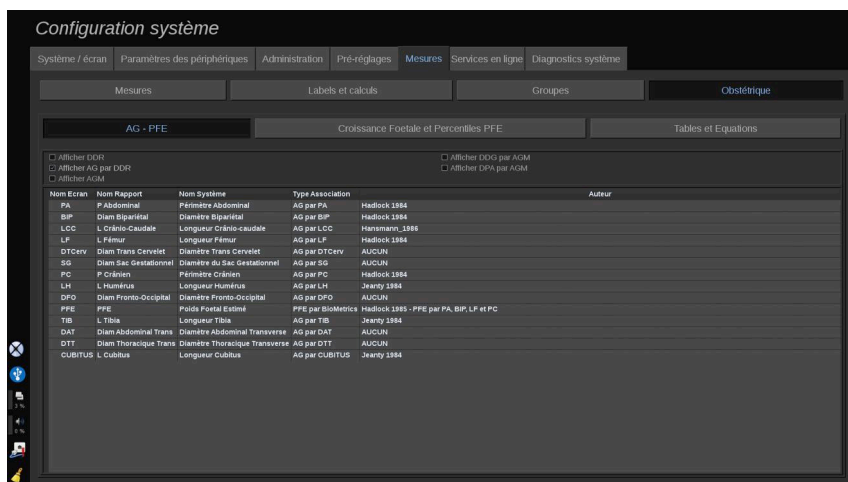 Configuration système
Système / écran Paramètres des périphériques Administration Pré-réglages Mesures Services en ligne Diagnostics système
Mesures Labels et calculs Groupes Obstétrique
AG - PFE Croissance Foetale et Percentiles PFE Tables et Equations
Afficher DDR Afficher DDG par AGM
Afficher AG par DDR Afficher DPA par AGM
Afficher AGM
Nom Ecran Nom Rapport Nom Système Type Association Auteur
PA P Abdominal Périmètre Abdominal AG par PA Hadlock 1984
BIP Diam Bipariétal Diamètre Bipariétal AG par BIP Hadlock 1984
LCC L Crânio-Caudale Longueur Crânio-caudale AG par LCC Hansmann_1986
LF L Fémur Longueur Fémur AG par LF Hadlock 1984
DTCerv Diam Trans Cervelet Diamètre Trans Cervelet AG par DTCerv AUCUN
SG Diam Sac Gestationnel Diamètre du Sac Gestationnel AG par SG AUCUN
PC P Crânien Périmètre Crânien AG par PC Hadlock 1984
LH L Humérus Longueur Humérus AG par LH Jeanty 1984
DFO Diam Fronto-Occipital Diamètre Fronto-Occipital AG par DFO AUCUN
PFE PFE Poids Foetal Estimé PFE par BioMetrics Hadlock 1985 - PFE par PA, BIP, LF et PC
TIB L Tibia Longueur Tibia AG par TIB Jeanty 1984
DAT Diam Abdominal Trans Diamètre Abdominal Transverse AG par DAT AUCUN
DTT Diam Thoracique Trans Diamètre Thoracique Transverse AG par DTT AUCUN
CUBITUS L Cubitus Longueur Cubitus AG par CUBITUS Jeanty 1984
3 %
0 %